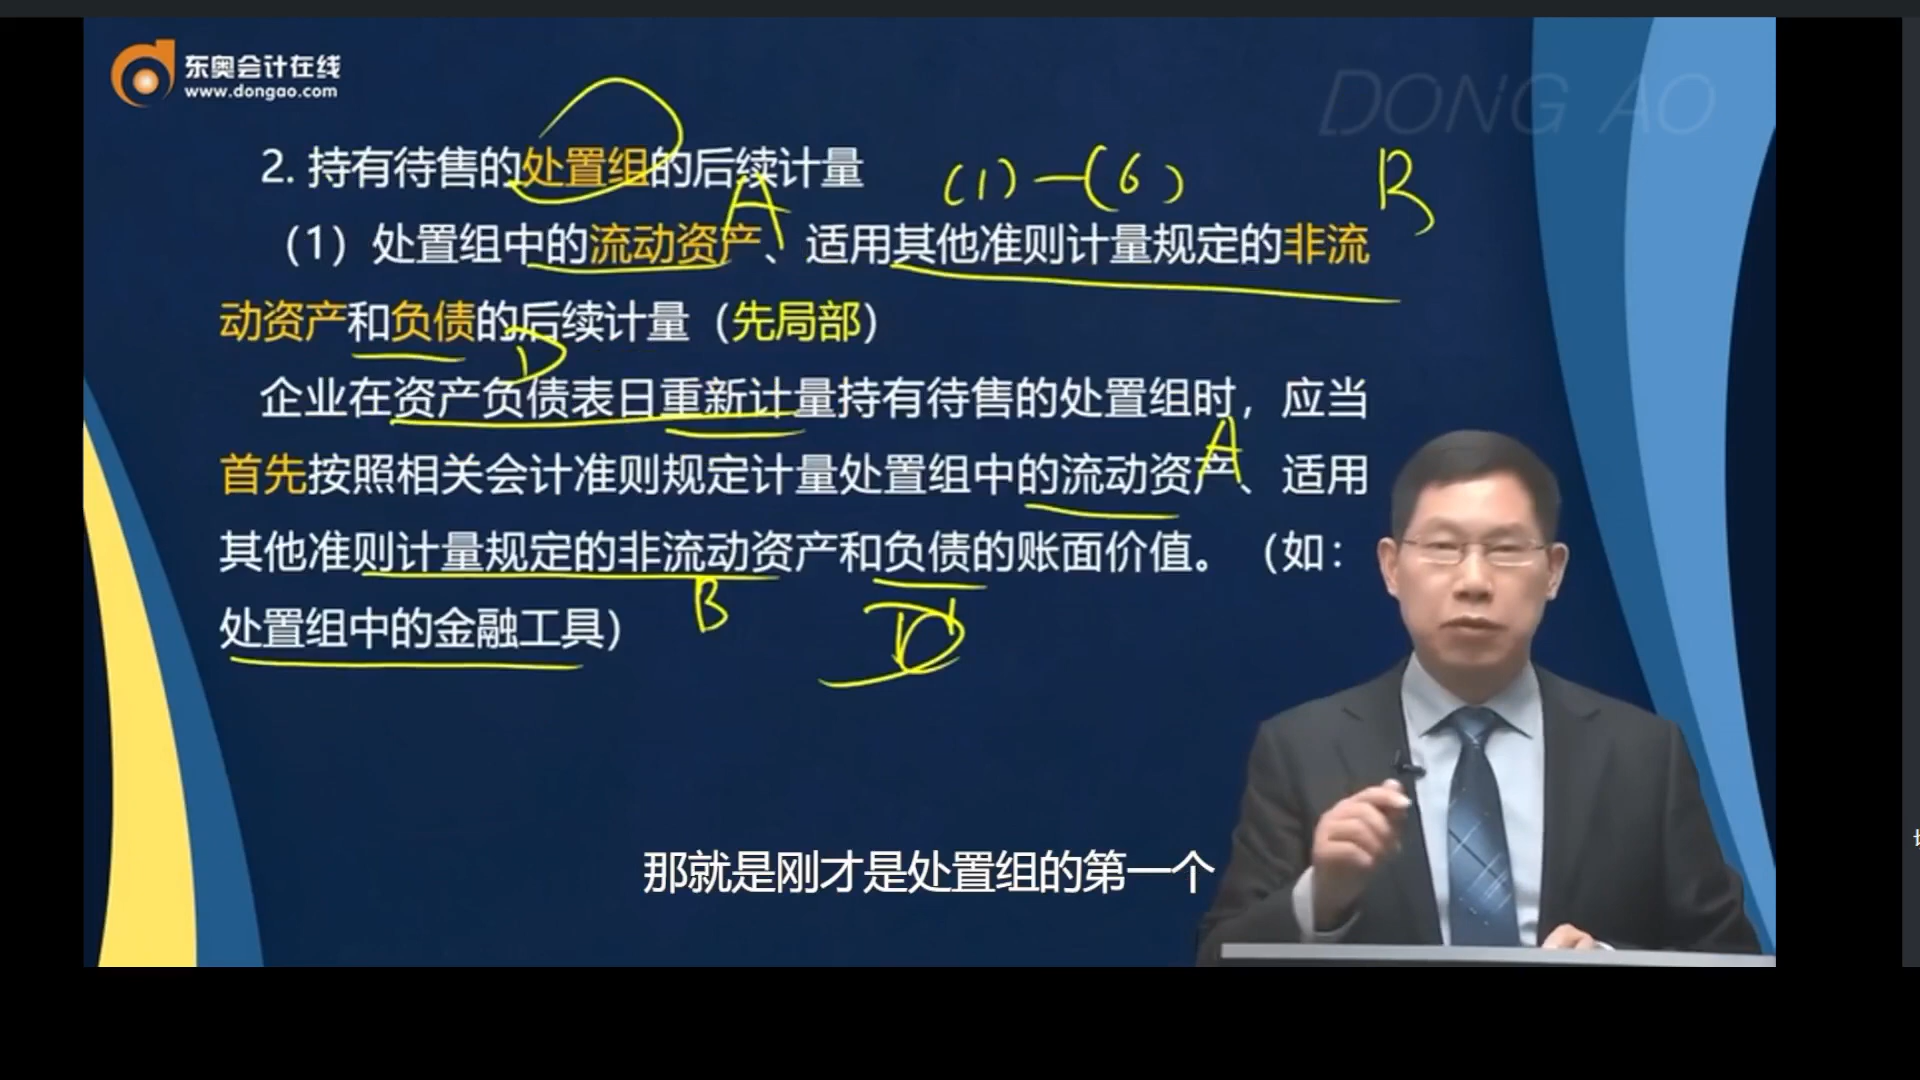 东奥会计在线
www.dongao.com
DONG AO
2. 持有待售的处置组的后续计量
(1)—(6)
B
A
（1）处置组中的流动资产、适用其他准则计量规定的非流
动资产和负债的后续计量（先局部）
D
企业在资产负债表日重新计量持有待售的处置组时，应当
A
首先按照相关会计准则规定计量处置组中的流动资产、适用
其他准则计量规定的非流动资产和负债的账面价值。（如：
B
D
处置组中的金融工具）
那就是刚才是处置组的第一个